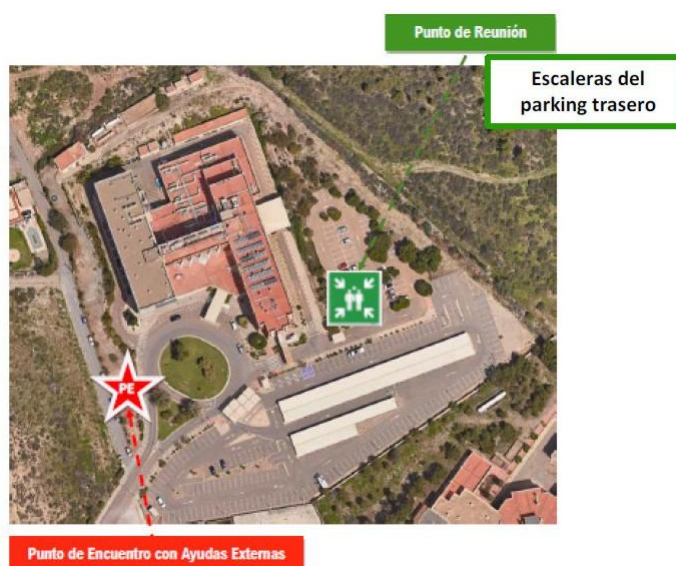 Punto de Reunión
Escaleras del
parking trasero
PE
Punto de Encuentro con Ayudas Externas